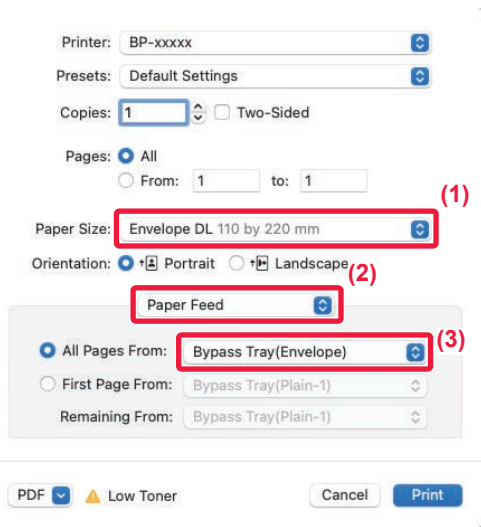 Printer: BP-xxxxx
Presets: Default Settings
Copies: 1 Two-Sided
Pages: All
From: 1 to: 1
(1)
Paper Size: Envelope DL 110 by 220 mm
Orientation: Portrait Landscape
(2)
Paper Feed
(3)
All Pages From: Bypass Tray(Envelope)
First Page From: Bypass Tray(Plain-1)
Remaining From: Bypass Tray(Plain-1)
PDF Low Toner Cancel Print